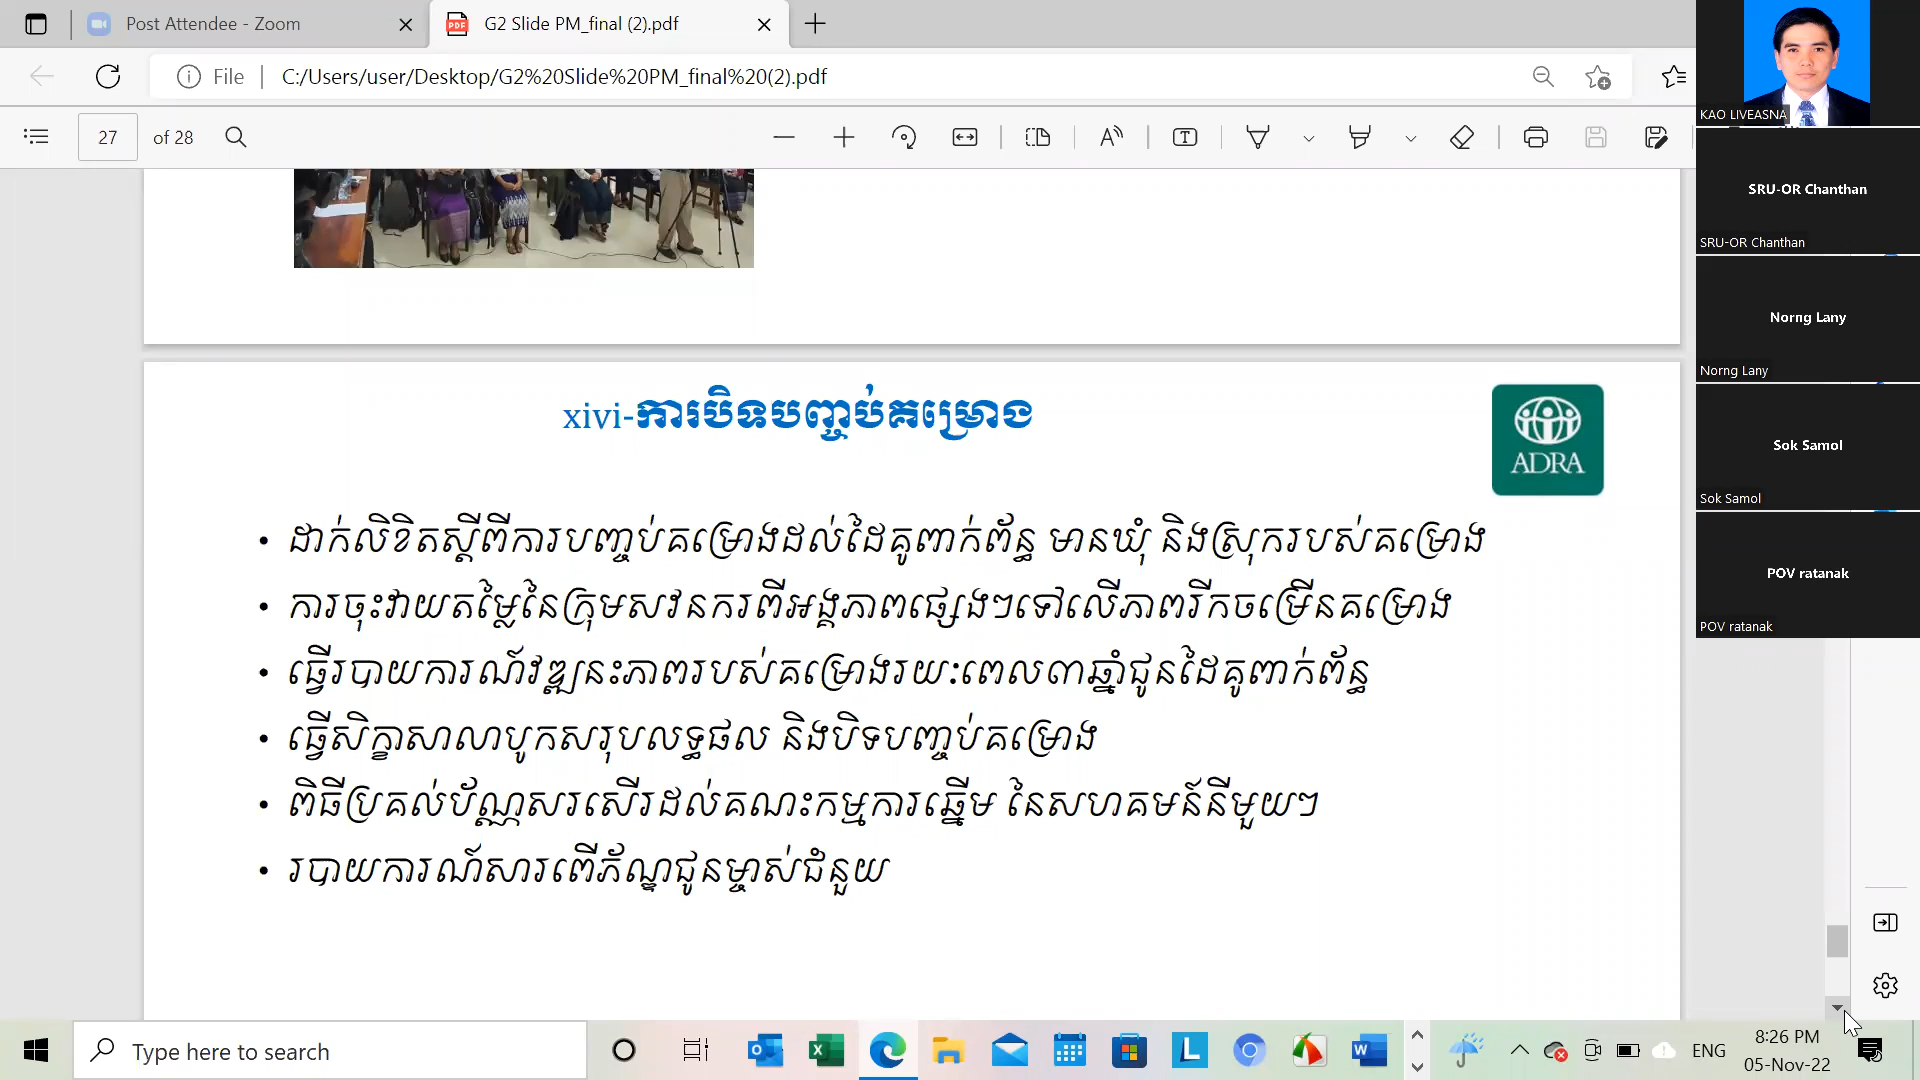 Post Attendee - Zoom
G2 Slide PM_final (2).pdf
File
C:/Users/user/Desktop/G2%20Slide%20PM_final%20(2).pdf
27 of 28
KAO LIVEASNA
SRU-OR Chanthan
SRU-OR Chanthan
Norng Lany
Norng Lany
Sok Samol
Sok Samol
POV ratanak
POV ratanak
xivi-ការបិទបញ្ចប់គម្រោង
ADRA
• ដាក់លិខិតស្តីពីការបញ្ចប់គម្រោងដល់ដៃគូពាក់ព័ន្ធ មានឃុំ និងស្រុករបស់គម្រោង
• ការចុះវាយតម្លៃនៃក្រុមសវនករពីអង្គភាពផ្សេងៗទៅលើភាពរីកចម្រើនគម្រោង
• ធ្វើរបាយការណ៍វឌ្ឍនះភាពរបស់គម្រោងរយៈពេល៣ឆ្នាំជូនដៃគូពាក់ព័ន្ធ
• ធ្វើសិក្ខាសាលាបូកសរុបលទ្ធផល និងបិទបញ្ចប់គម្រោង
• ពិធីប្រគល់ប័ណ្ណសរសើរដល់គណះកម្មការឆ្នើម នៃសហគមន៍នីមួយៗ
• របាយការណ៍សារពើភ័ណ្ឌជូនម្ចាស់ជំនួយ
Type here to search
ENG
8:26 PM
05-Nov-22